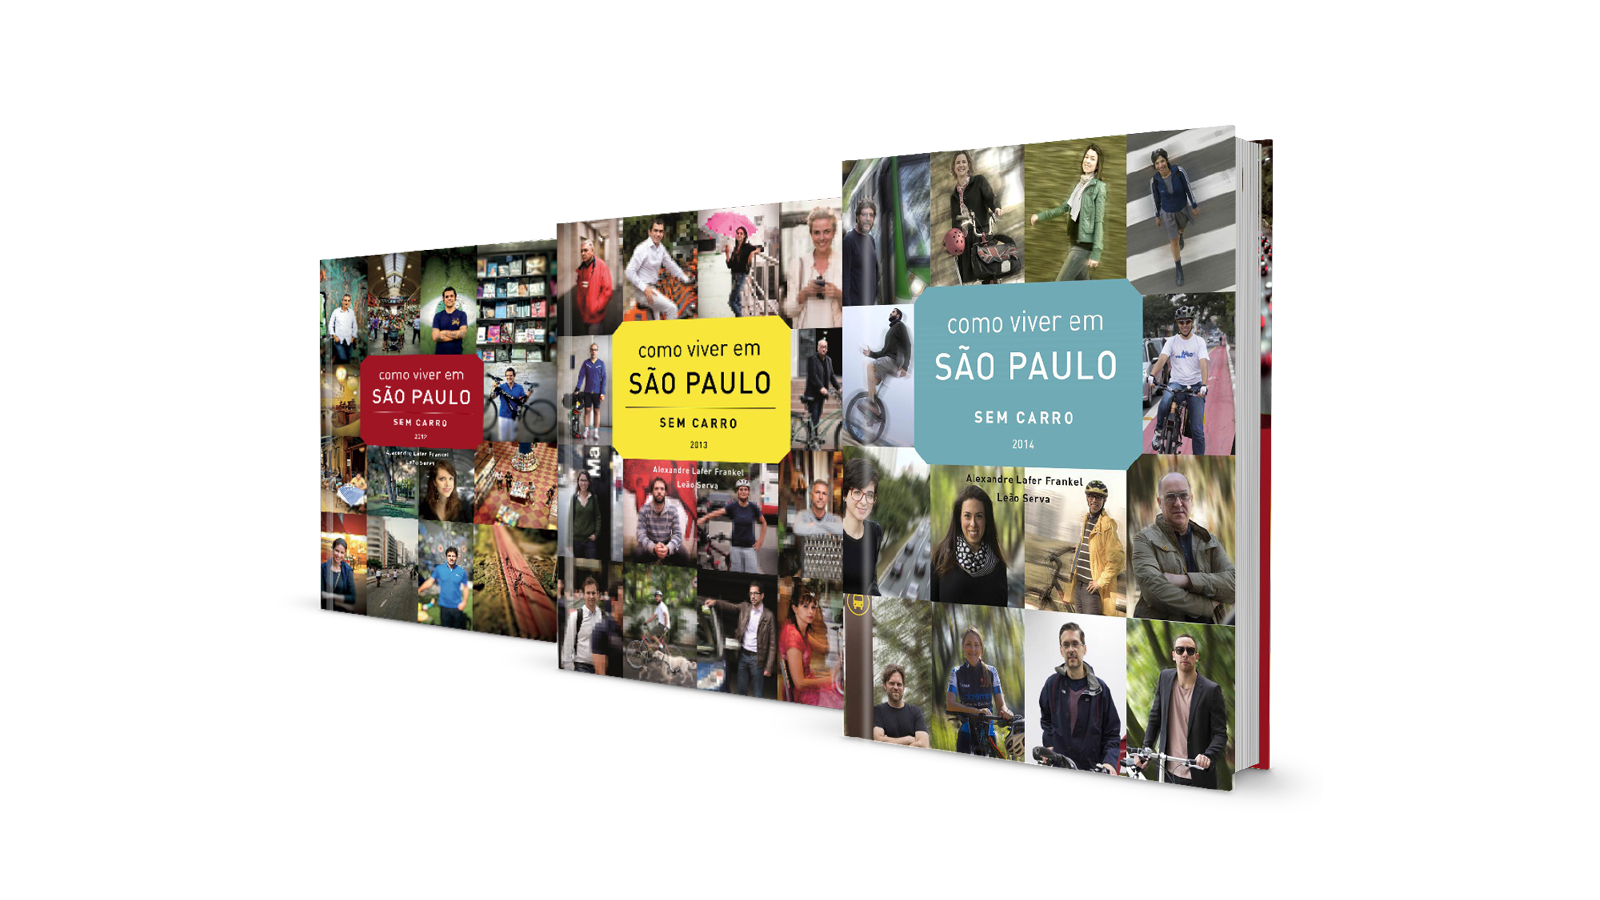 como viver em
SÃO PAULO
SEM CARRO
2012
Alexandre Lafer Frankel
Leão Serva
como viver em
SÃO PAULO
SEM CARRO
2013
Alexandre Lafer Frankel
Leão Serva
Ma
como viver em
SÃO PAULO
SEM CARRO
2014
Alexandre Lafer Frankel
Leão Serva